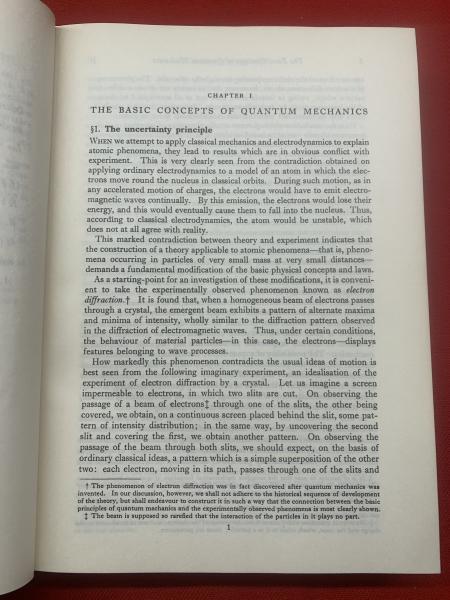 CHAPTER I
THE BASIC CONCEPTS OF QUANTUM MECHANICS
§1. The uncertainty principle
WHEN we attempt to apply classical mechanics and electrodynamics to explain
atomic phenomena, they lead to results which are in obvious conflict with
experiment. This is very clearly seen from the contradiction obtained on
applying ordinary electrodynamics to a model of an atom in which the elec-
trons move round the nucleus in classical orbits. During such motion, as in
any accelerated motion of charges, the electrons would have to emit electro-
magnetic waves continually. By this emission, the electrons would lose their
energy, and this would eventually cause them to fall into the nucleus. Thus,
according to classical electrodynamics, the atom would be unstable, which
does not at all agree with reality.
This marked contradiction between theory and experiment indicates that
the construction of a theory applicable to atomic phenomena—that is, pheno-
mena occurring in particles of very small mass at very small distances—
demands a fundamental modification of the basic physical concepts and laws.
As a starting-point for an investigation of these modifications, it is conveni-
ent to take the experimentally observed phenomenon known as electron
diffraction.† It is found that, when a homogeneous beam of electrons passes
through a crystal, the emergent beam exhibits a pattern of alternate maxima
and minima of intensity, wholly similar to the diffraction pattern observed
in the diffraction of electromagnetic waves. Thus, under certain conditions,
the behaviour of material particles—in this case, the electrons—displays
features belonging to wave processes.
How markedly this phenomenon contradicts the usual ideas of motion is
best seen from the following imaginary experiment, an idealisation of the
experiment of electron diffraction by a crystal. Let us imagine a screen
impermeable to electrons, in which two slits are cut. On observing the
passage of a beam of electrons‡ through one of the slits, the other being
covered, we obtain, on a continuous screen placed behind the slit, some pat-
tern of intensity distribution; in the same way, by uncovering the second
slit and covering the first, we obtain another pattern. On observing the
passage of the beam through both slits, we should expect, on the basis of
ordinary classical ideas, a pattern which is a simple superposition of the other
two: each electron, moving in its path, passes through one of the slits and
† The phenomenon of electron diffraction was in fact discovered after quantum mechanics was
invented. In our discussion, however, we shall not adhere to the historical sequence of development
of the theory, but shall endeavour to construct it in such a way that the connection between the basic
principles of quantum mechanics and the experimentally observed phenomena is most clearly shown.
‡ The beam is supposed so rarefied that the interaction of the particles in it plays no part.
1